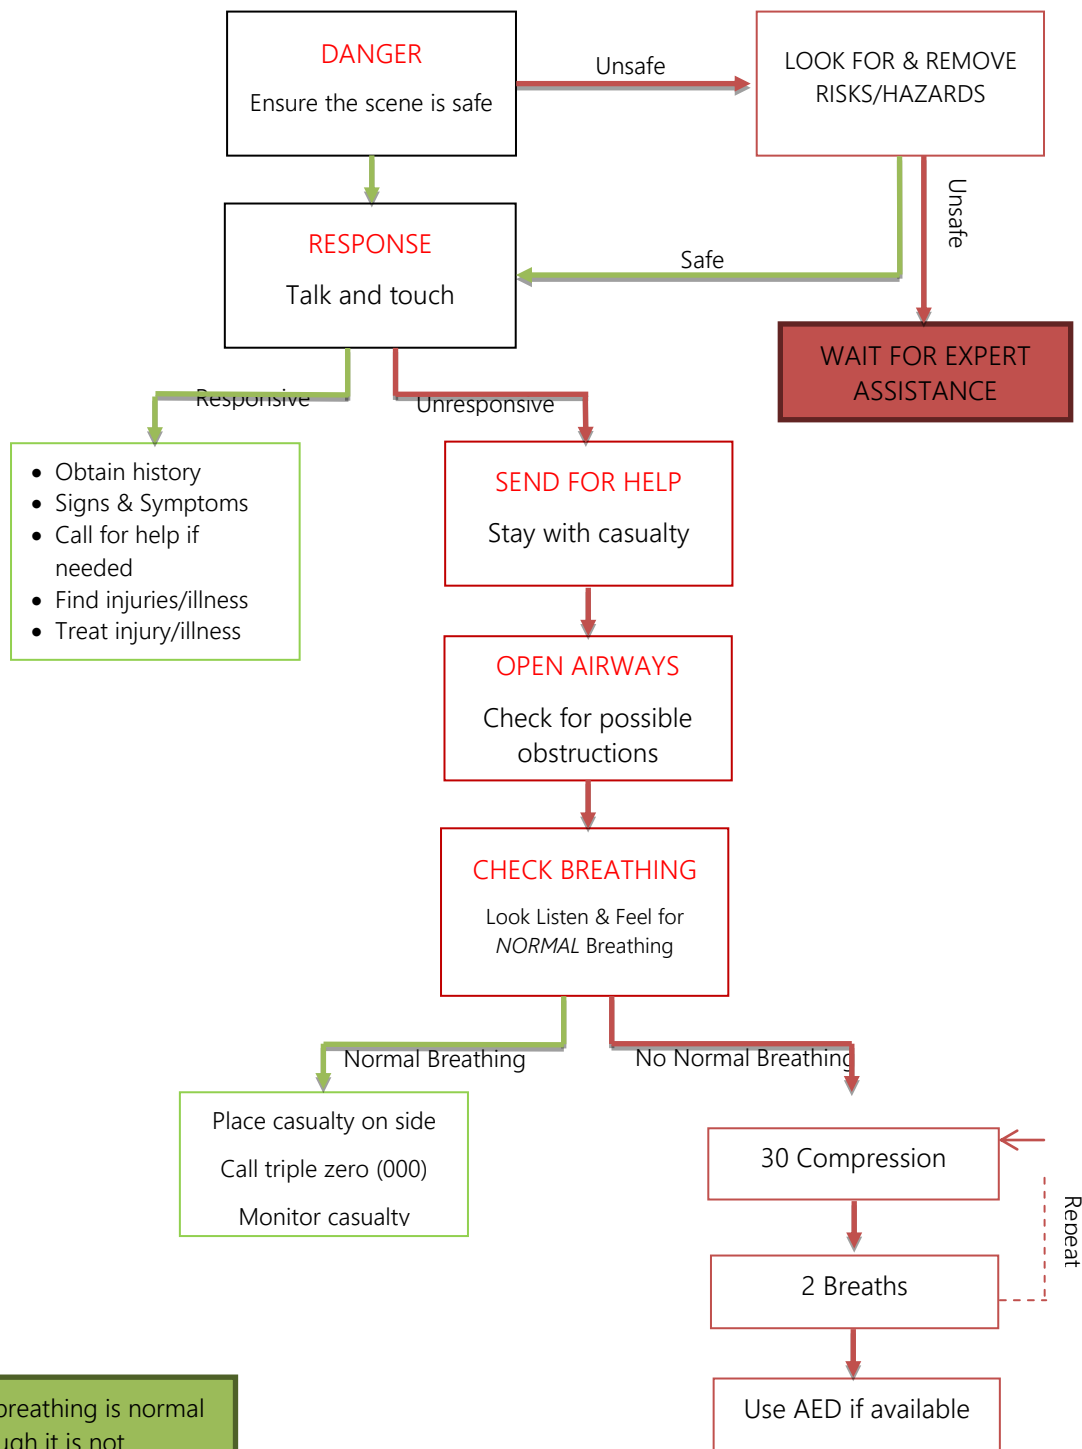 DANGER
Ensure the scene is safe
Unsafe
LOOK FOR & REMOVE
RISKS/HAZARDS
Unsafe
RESPONSE
Talk and touch
Safe
WAIT FOR EXPERT
ASSISTANCE
Responsive
Unresponsive
• Obtain history
• Signs & Symptoms
• Call for help if
needed
• Find injuries/illness
• Treat injury/illness
SEND FOR HELP
Stay with casualty
OPEN AIRWAYS
Check for possible
obstructions
CHECK BREATHING
Look Listen & Feel for
NORMAL Breathing
Normal Breathing
No Normal Breathing
Place casualty on side
Call triple zero (000)
Monitor casualty
30 Compression
Repeat
2 Breaths
Use AED if available
breathing is normal
ugh it is not